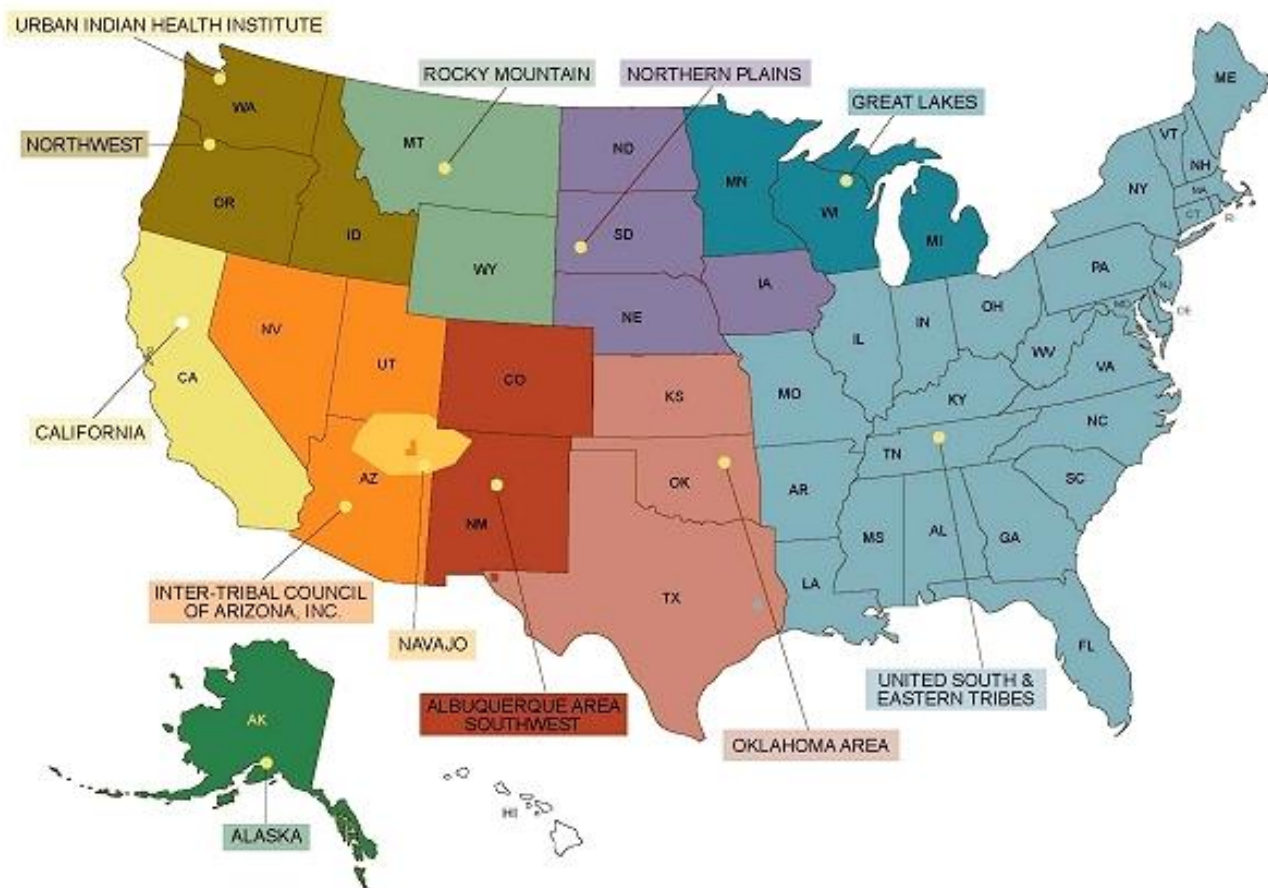 URBAN INDIAN HEALTH INSTITUTE
ROCKY MOUNTAIN
NORTHERN PLAINS
GREAT LAKES
NORTHWEST
CALIFORNIA
INTER-TRIBAL COUNCIL
OF ARIZONA, INC.
NAVAJO
ALBUQUERQUE AREA
SOUTHWEST
OKLAHOMA AREA
UNITED SOUTH &
EASTERN TRIBES
ALASKA
WA
OR
ID
MT
WY
ND
SD
NE
IA
MN
WI
MI
CA
NV
UT
AZ
CO
NM
KS
OK
TX
MO
AR
LA
IL
IN
OH
KY
TN
MS
AL
GA
FL
SC
NC
VA
WV
PA
NY
VT
NH
ME
MA
CT
RI
NJ
DE
MD
AK
HI